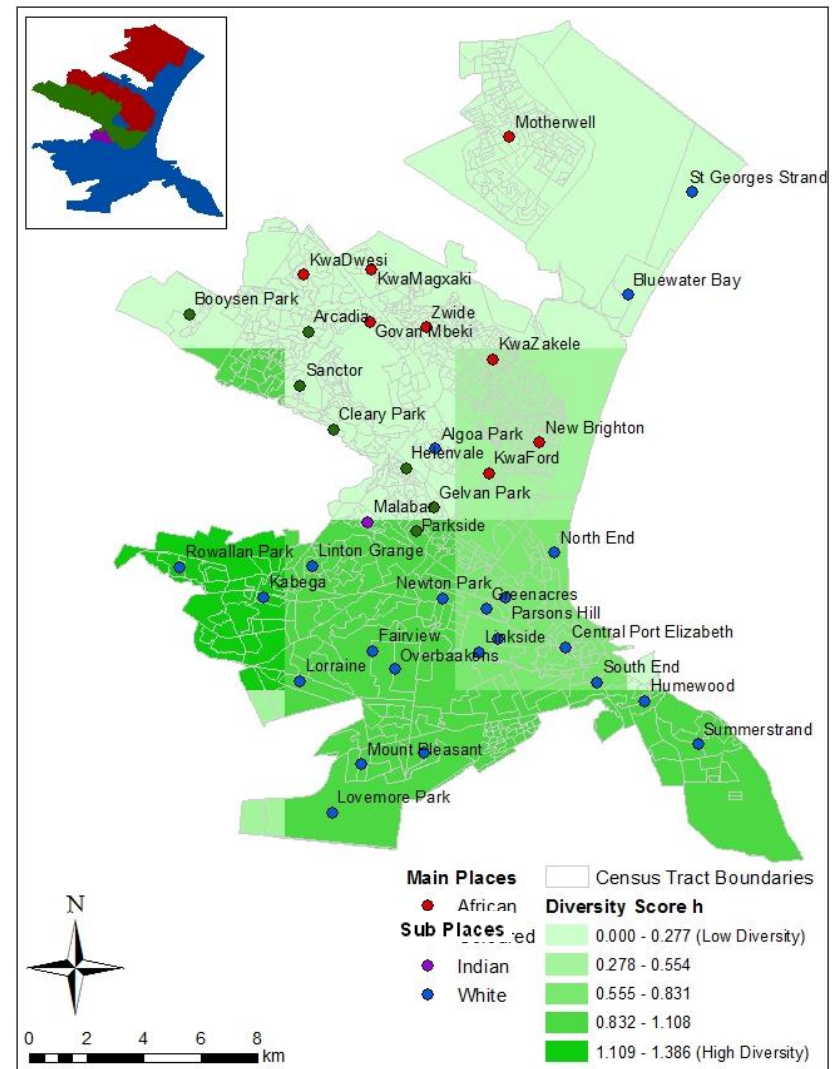 Motherwell
St Georges Strand
KwaDwesi
KwaMagxaki
Bluewater Bay
Booysen Park
Arcadia
Zwide
Govan Mbeki
KwaZakele
Sanctor
Cleary Park
Algoa Park
New Brighton
Helenvale
KwaFord
Gelvan Park
Malabar
Parkside
North End
Rowallan Park
Linton Grange
Kabega
Newton Park
Greenacres
Parsons Hill
Fairview
Linkside
Central Port Elizabeth
Overbaakens
Lorraine
South End
Humewood
Summerstrand
Mount Pleasant
Lovemore Park
Main Places
Census Tract Boundaries
African
Diversity Score h
Sub Places
0.000 - 0.277 (Low Diversity)
Indian
0.278 - 0.554
White
0.555 - 0.831
0.832 - 1.108
1.109 - 1.386 (High Diversity)
N
0 2 4 6 8
km